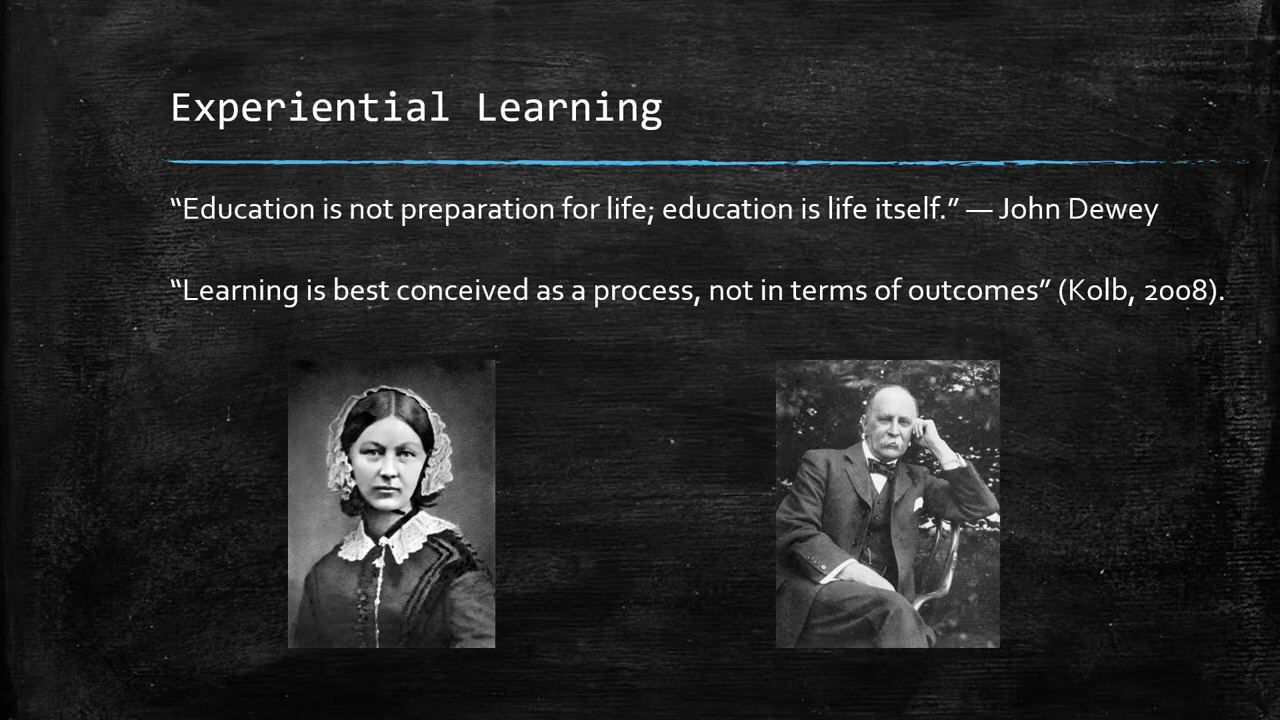 Experiential Learning
“Education is not preparation for life; education is life itself.” — John Dewey
“Learning is best conceived as a process, not in terms of outcomes” (Kolb, 2008).